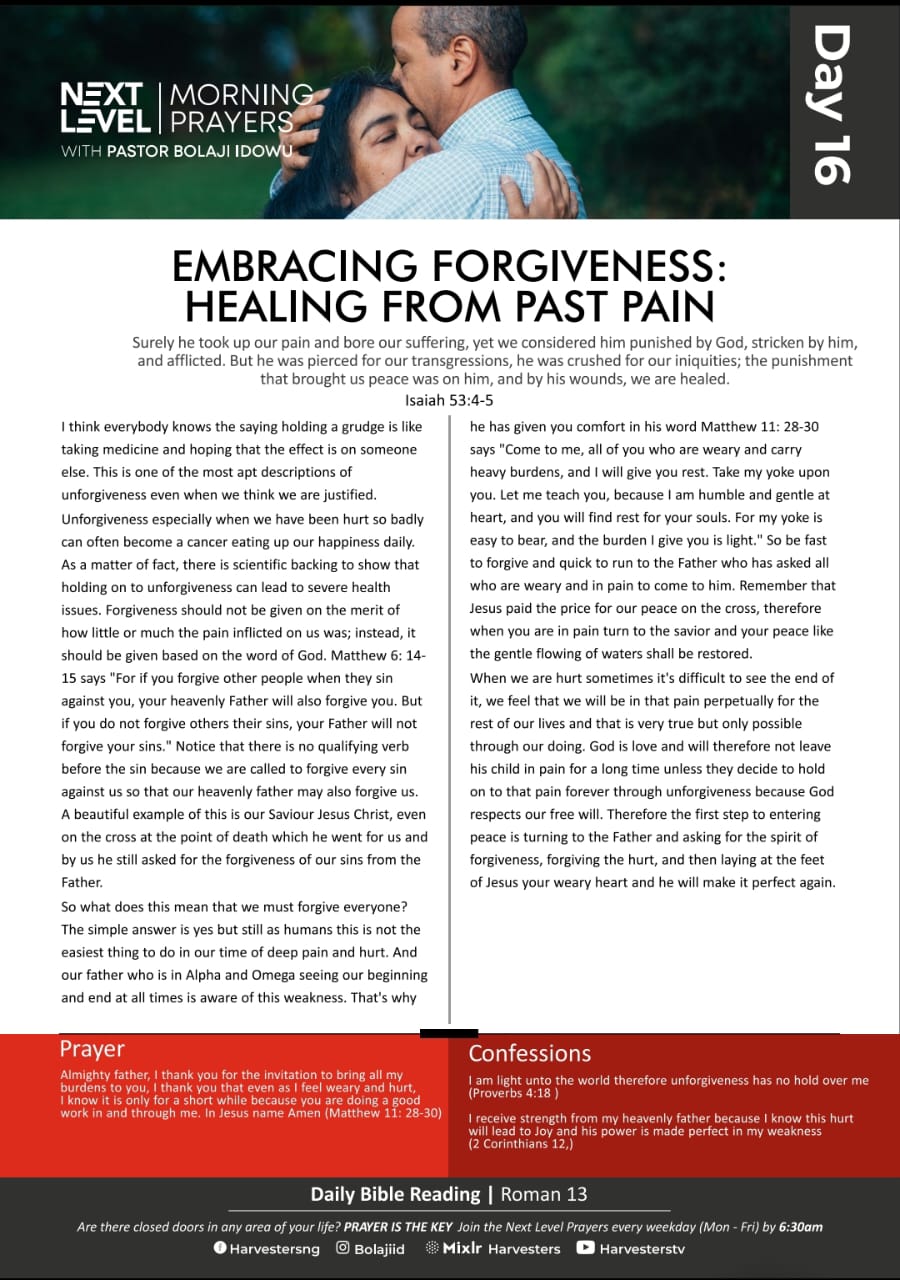 NEXT LEVEL
MORNING PRAYERS
WITH PASTOR BOLAJI IDOWU
Day 16
EMBRACING FORGIVENESS:
HEALING FROM PAST PAIN
Surely he took up our pain and bore our suffering, yet we considered him punished by God, stricken by him,
and afflicted. But he was pierced for our transgressions, he was crushed for our iniquities; the punishment
that brought us peace was on him, and by his wounds, we are healed.
Isaiah 53:4-5
I think everybody knows the saying holding a grudge is like
taking medicine and hoping that the effect is on someone
else. This is one of the most apt descriptions of
unforgiveness even when we think we are justified.
Unforgiveness especially when we have been hurt so badly
can often become a cancer eating up our happiness daily.
As a matter of fact, there is scientific backing to show that
holding on to unforgiveness can lead to severe health
issues. Forgiveness should not be given on the merit of
how little or much the pain inflicted on us was; instead, it
should be given based on the word of God. Matthew 6: 14-
15 says "For if you forgive other people when they sin
against you, your heavenly Father will also forgive you. But
if you do not forgive others their sins, your Father will not
forgive your sins." Notice that there is no qualifying verb
before the sin because we are called to forgive every sin
against us so that our heavenly father may also forgive us.
A beautiful example of this is our Saviour Jesus Christ, even
on the cross at the point of death which he went for us and
by us he still asked for the forgiveness of our sins from the
Father.
So what does this mean that we must forgive everyone?
The simple answer is yes but still as humans this is not the
easiest thing to do in our time of deep pain and hurt. And
our father who is in Alpha and Omega seeing our beginning
and end at all times is aware of this weakness. That's why
he has given you comfort in his word Matthew 11: 28-30
says "Come to me, all of you who are weary and carry
heavy burdens, and I will give you rest. Take my yoke upon
you. Let me teach you, because I am humble and gentle at
heart, and you will find rest for your souls. For my yoke is
easy to bear, and the burden I give you is light." So be fast
to forgive and quick to run to the Father who has asked all
who are weary and in pain to come to him. Remember that
Jesus paid the price for our peace on the cross, therefore
when you are in pain turn to the savior and your peace like
the gentle flowing of waters shall be restored.
When we are hurt sometimes it's difficult to see the end of
it, we feel that we will be in that pain perpetually for the
rest of our lives and that is very true but only possible
through our doing. God is love and will therefore not leave
his child in pain for a long time unless they decide to hold
on to that pain forever through unforgiveness because God
respects our free will. Therefore the first step to entering
peace is turning to the Father and asking for the spirit of
forgiveness, forgiving the hurt, and then laying at the feet
of Jesus your weary heart and he will make it perfect again.
Prayer
Almighty father, I thank you for the invitation to bring all my
burdens to you, I thank you that even as I feel weary and hurt,
I know it is only for a short while because you are doing a good
work in and through me. In Jesus name Amen (Matthew 11: 28-30)
Confessions
I am light unto the world therefore unforgiveness has no hold over me
(Proverbs 4:18 )
I receive strength from my heavenly father because I know this hurt
will lead to Joy and his power is made perfect in my weakness
(2 Corinthians 12,)
Daily Bible Reading | Roman 13
Are there closed doors in any area of your life? PRAYER IS THE KEY Join the Next Level Prayers every weekday (Mon - Fri) by 6:30am
Harvestersng Bolajiid Mixlr Harvesters Harvesterstv